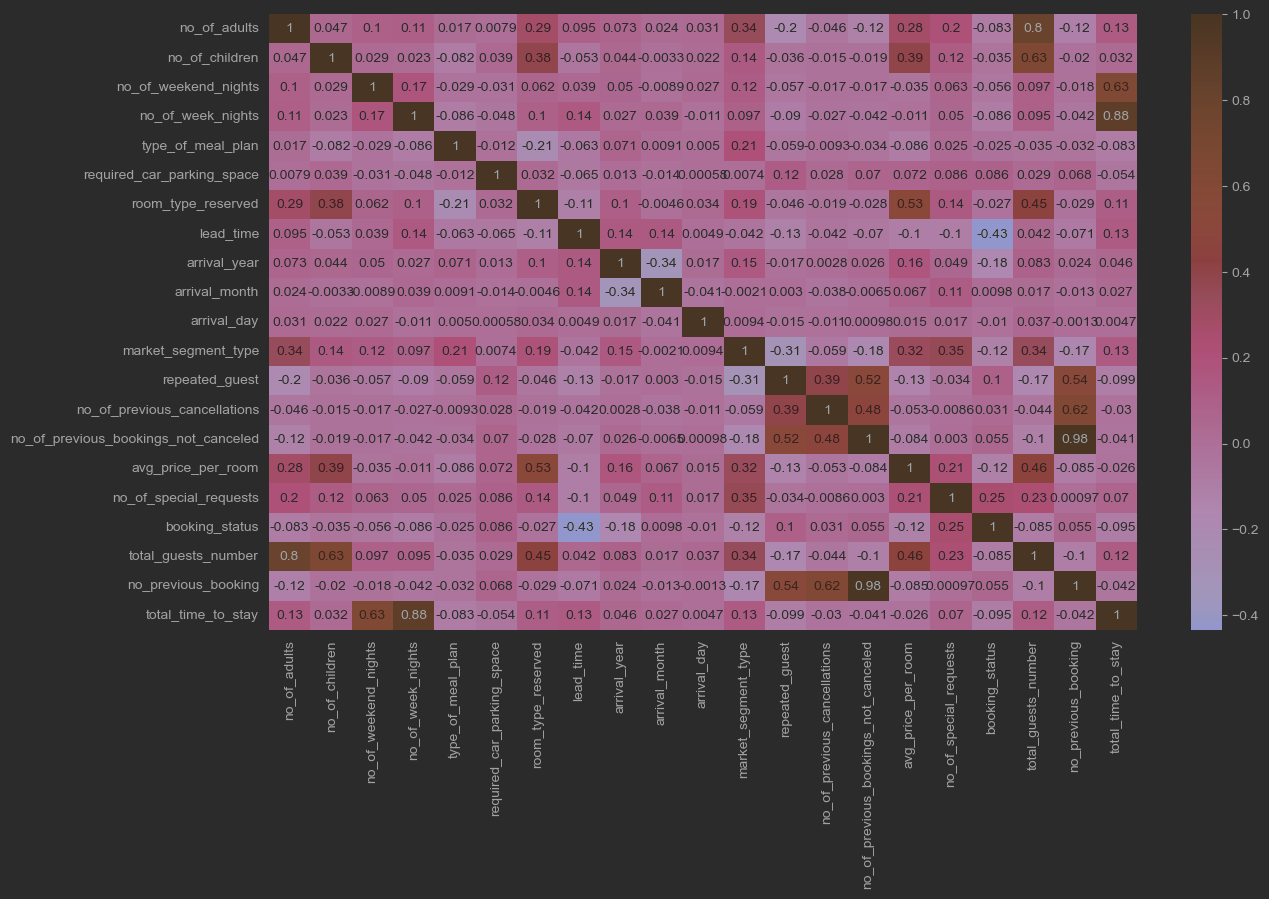 no_of_adults 1 0.047 0.1 0.11 0.017 0.0079 0.29 0.095 0.073 0.024 0.031 0.34 -0.2 -0.046 -0.12 0.28 0.2 -0.083 0.8 -0.12 0.13 1.0
no_of_children 0.047 1 0.029 0.023 -0.082 0.039 0.38 -0.053 0.044 -0.0033 0.022 0.14 -0.036 -0.015 -0.019 0.39 0.12 -0.035 0.63 -0.02 0.032
no_of_weekend_nights 0.1 0.029 1 0.17 -0.029 -0.031 0.062 0.039 0.05 -0.0089 0.027 0.12 -0.057 -0.017 -0.017 -0.035 0.063 -0.056 0.097 -0.018 0.63 0.8
no_of_week_nights 0.11 0.023 0.17 1 -0.086 -0.048 0.1 0.14 0.027 0.039 -0.011 0.097 -0.09 -0.027 -0.042 -0.011 0.05 -0.086 0.095 -0.042 0.88
type_of_meal_plan 0.017 -0.082 -0.029 -0.086 1 -0.012 -0.21 -0.063 0.071 0.0091 0.005 0.21 -0.059 -0.0093 -0.034 -0.086 0.025 -0.025 -0.035 -0.032 -0.083
required_car_parking_space 0.0079 0.039 -0.031 -0.048 -0.012 1 0.032 -0.065 0.013 -0.014 0.00058 0.0074 0.12 0.028 0.07 0.072 0.086 0.086 0.029 0.068 -0.054 0.6
room_type_reserved 0.29 0.38 0.062 0.1 -0.21 0.032 1 -0.11 0.1 -0.0046 0.034 0.19 -0.046 -0.019 -0.028 0.53 0.14 -0.027 0.45 -0.029 0.11
lead_time 0.095 -0.053 0.039 0.14 -0.063 -0.065 -0.11 1 0.14 0.14 0.0049 -0.042 -0.13 -0.042 -0.07 -0.1 -0.1 -0.43 0.042 -0.071 0.13
arrival_year 0.073 0.044 0.05 0.027 0.071 0.013 0.1 0.14 1 -0.34 0.017 0.15 -0.017 0.0028 0.026 0.16 0.049 -0.18 0.083 0.024 0.046 0.4
arrival_month 0.024 -0.0033 -0.0089 0.039 0.0091 -0.014 -0.0046 0.14 -0.34 1 -0.041 -0.0021 0.003 -0.038 -0.0065 0.067 0.11 0.0098 0.017 -0.013 0.027
arrival_day 0.031 0.022 0.027 -0.011 0.005 0.00058 0.034 0.0049 0.017 -0.041 1 0.0094 -0.015 -0.011 0.00098 0.015 0.017 -0.01 0.037 -0.0013 0.0047
market_segment_type 0.34 0.14 0.12 0.097 0.21 0.0074 0.19 -0.042 0.15 -0.0021 0.0094 1 -0.31 -0.059 -0.18 0.32 0.35 -0.12 0.34 -0.17 0.13 0.2
repeated_guest -0.2 -0.036 -0.057 -0.09 -0.059 0.12 -0.046 -0.13 -0.017 0.003 -0.015 -0.31 1 0.39 0.52 -0.13 -0.034 0.1 -0.17 0.54 -0.099
no_of_previous_cancellations -0.046 -0.015 -0.017 -0.027 -0.0093 0.028 -0.019 -0.042 0.0028 -0.038 -0.011 -0.059 0.39 1 0.48 -0.053 -0.0086 0.031 -0.044 0.62 -0.03
no_of_previous_bookings_not_canceled -0.12 -0.019 -0.017 -0.042 -0.034 0.07 -0.028 -0.07 0.026 -0.0065 0.00098 -0.18 0.52 0.48 1 -0.084 0.003 0.055 -0.1 0.98 -0.041 0.0
avg_price_per_room 0.28 0.39 -0.035 -0.011 -0.086 0.072 0.53 -0.1 0.16 0.067 0.015 0.32 -0.13 -0.053 -0.084 1 0.21 -0.12 0.46 -0.085 -0.026
no_of_special_requests 0.2 0.12 0.063 0.05 0.025 0.086 0.14 -0.1 0.049 0.11 0.017 0.35 -0.034 -0.0086 0.003 0.21 1 0.25 0.23 0.00097 0.07
booking_status -0.083 -0.035 -0.056 -0.086 -0.025 0.086 -0.027 -0.43 -0.18 0.0098 -0.01 -0.12 0.1 0.031 0.055 -0.12 0.25 1 -0.085 0.055 -0.095 −0.2
total_guests_number 0.8 0.63 0.097 0.095 -0.035 0.029 0.45 0.042 0.083 0.017 0.037 0.34 -0.17 -0.044 -0.1 0.46 0.23 -0.085 1 -0.1 0.12
no_previous_booking -0.12 -0.02 -0.018 -0.042 -0.032 0.068 -0.029 -0.071 0.024 -0.013 -0.0013 -0.17 0.54 0.62 0.98 -0.085 0.00097 0.055 -0.1 1 -0.042
total_time_to_stay 0.13 0.032 0.63 0.88 -0.083 -0.054 0.11 0.13 0.046 0.027 0.0047 0.13 -0.099 -0.03 -0.041 -0.026 0.07 -0.095 0.12 -0.042 1 −0.4
no_of_adults
no_of_children
no_of_weekend_nights
no_of_week_nights
type_of_meal_plan
required_car_parking_space
room_type_reserved
lead_time
arrival_year
arrival_month
arrival_day
market_segment_type
repeated_guest
no_of_previous_cancellations
no_of_previous_bookings_not_canceled
avg_price_per_room
no_of_special_requests
booking_status
total_guests_number
no_previous_booking
total_time_to_stay